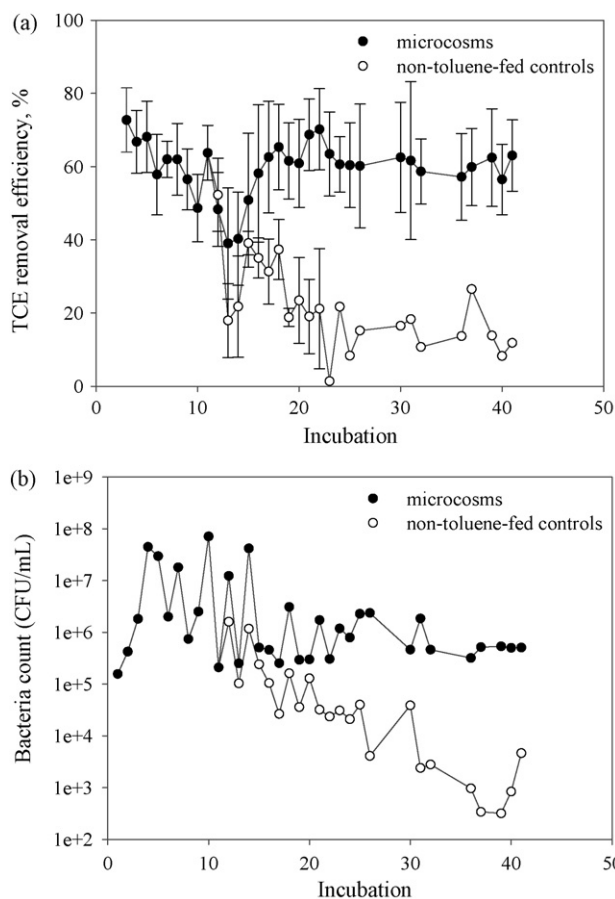 (a)
100
80
60
40
20
0
TCE removal efficiency, %
microcosms
non-toluene-fed controls
0 10 20 30 40 50
Incubation
(b)
1e+9
1e+8
1e+7
1e+6
1e+5
1e+4
1e+3
1e+2
Bacteria count (CFU/mL)
microcosms
non-toluene-fed controls
0 10 20 30 40 50
Incubation